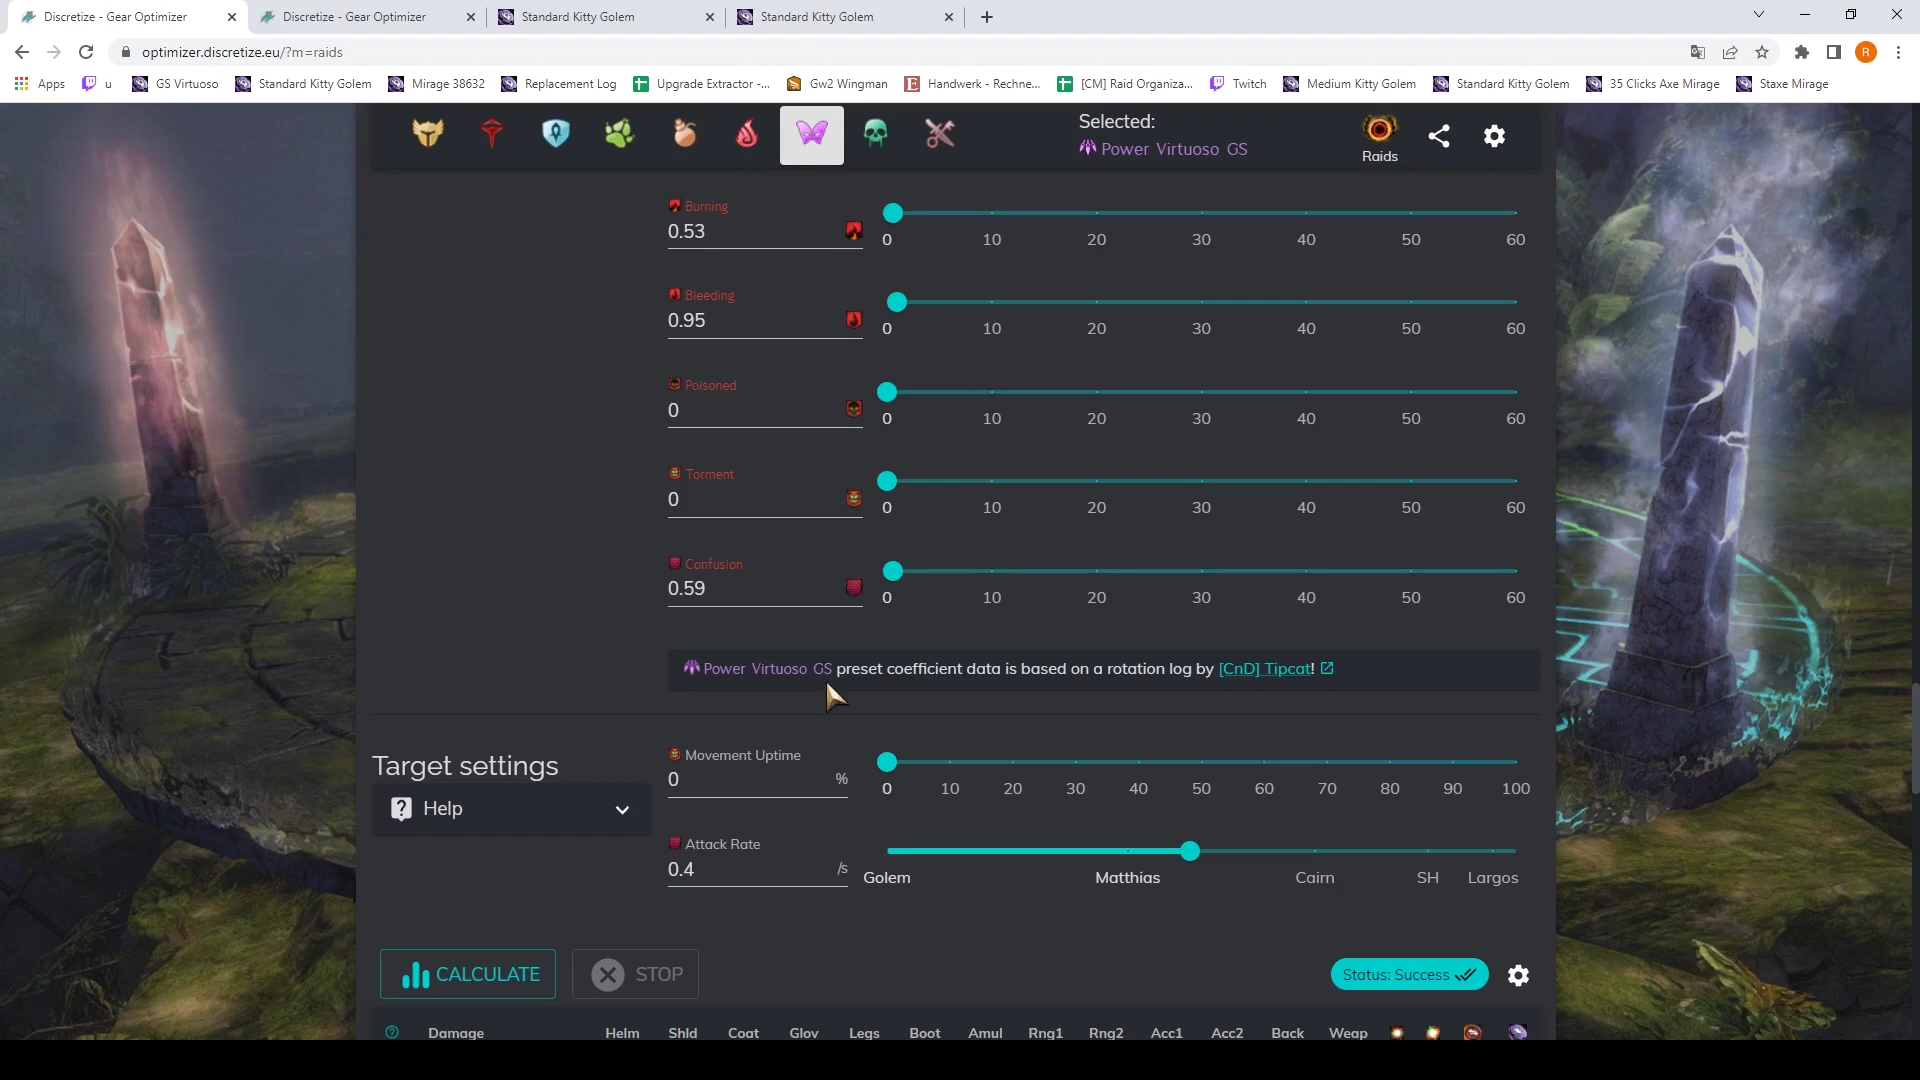 Discretize - Gear Optimizer
Discretize - Gear Optimizer
Standard Kitty Golem
Standard Kitty Golem
optimizer.discretize.eu/?m=raids
R
Apps
u
GS Virtuoso
Standard Kitty Golem
Mirage 38632
Replacement Log
Upgrade Extractor -...
Gw2 Wingman
Handwerk - Rechne...
[CM] Raid Organiza...
Twitch
Medium Kitty Golem
Standard Kitty Golem
35 Clicks Axe Mirage
Staxe Mirage
Selected:
Power Virtuoso GS
Raids
Burning
0.53
0 10 20 30 40 50 60
Bleeding
0.95
0 10 20 30 40 50 60
Poisoned
0
0 10 20 30 40 50 60
Torment
0
0 10 20 30 40 50 60
Confusion
0.59
0 10 20 30 40 50 60
Power Virtuoso GS preset coefficient data is based on a rotation log by [CnD] Tipcat!
Target settings
Help
Movement Uptime
0 %
0 10 20 30 40 50 60 70 80 90 100
Attack Rate
0.4 /s
Golem Matthias Cairn SH Largos
CALCULATE
STOP
Status: Success
Damage Helm Shld Coat Glov Legs Boot Amul Rng1 Rng2 Acc1 Acc2 Back Weap